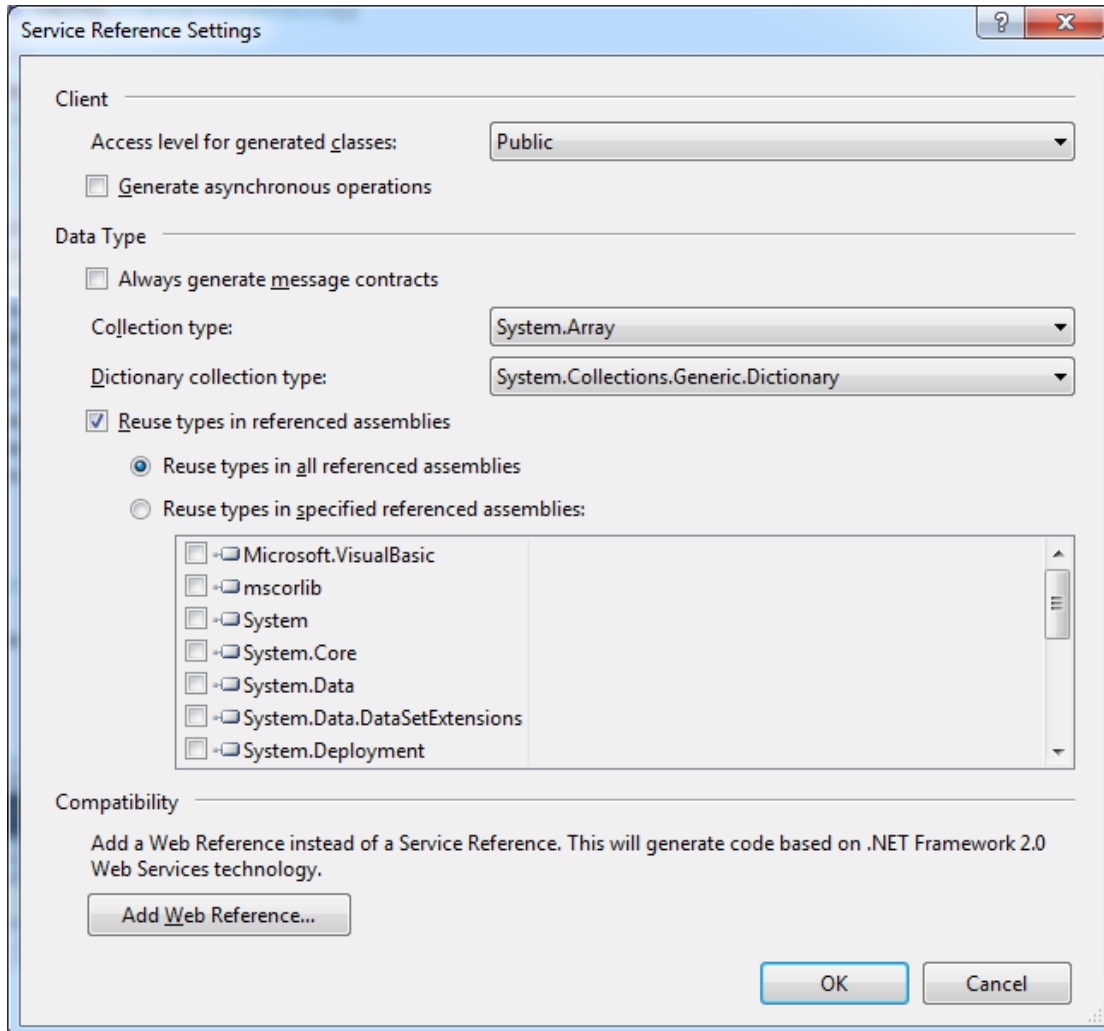 Service Reference Settings
Client
Access level for generated classes: Public
Generate asynchronous operations
Data Type
Always generate message contracts
Collection type: System.Array
Dictionary collection type: System.Collections.Generic.Dictionary
Reuse types in referenced assemblies
Reuse types in all referenced assemblies
Reuse types in specified referenced assemblies:
Microsoft.VisualBasic
mscorlib
System
System.Core
System.Data
System.Data.DataSetExtensions
System.Deployment
Compatibility
Add a Web Reference instead of a Service Reference. This will generate code based on .NET Framework 2.0
Web Services technology.
Add Web Reference...
OK Cancel